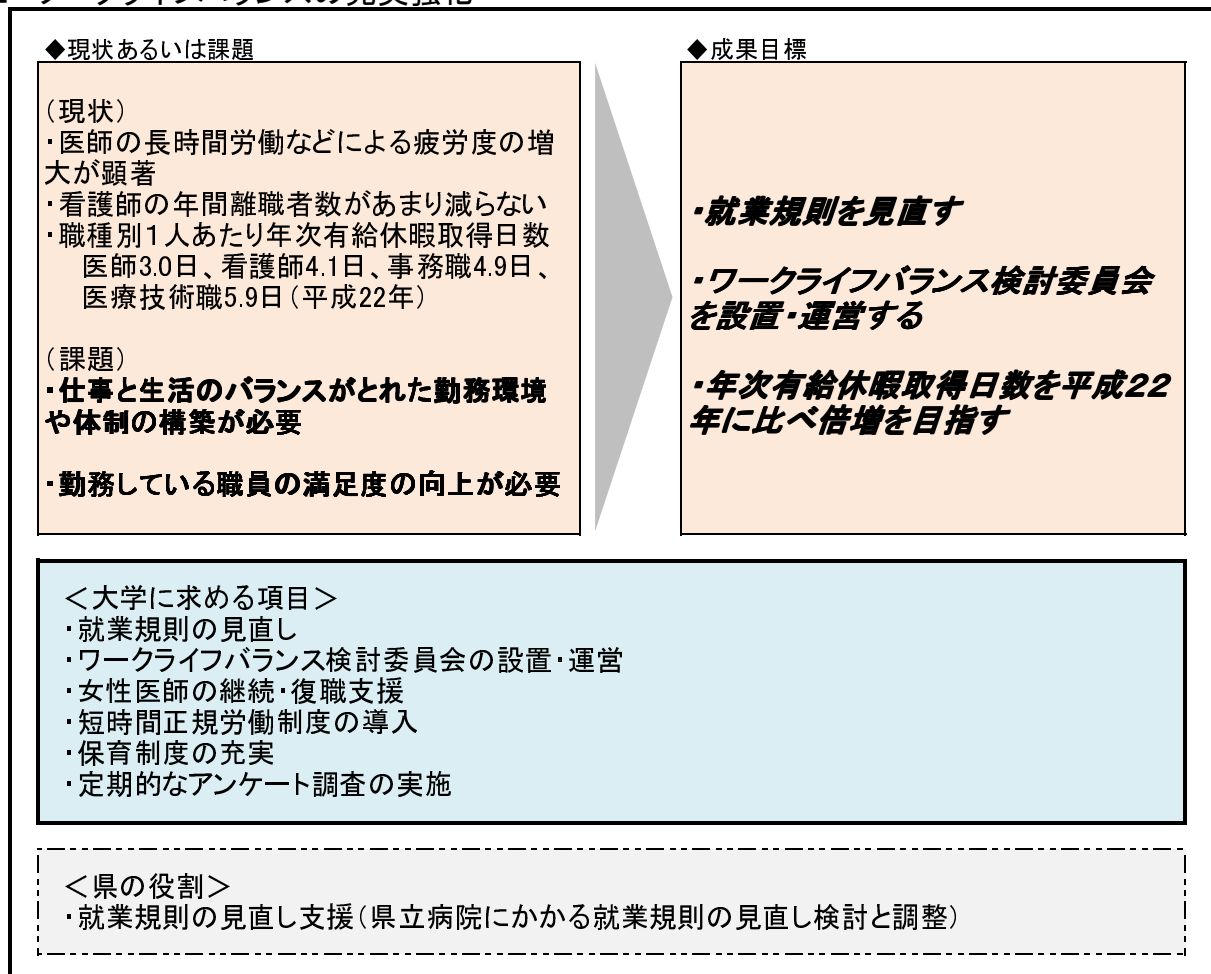 ◆現状あるいは課題
(現状)
・医師の長時間労働などによる疲労度の増
大が顕著
・看護師の年間離職者数があまり減らない
・職種別1人あたり年次有給休暇取得日数
医師3.0日、看護師4.1日、事務職4.9日、
医療技術職5.9日(平成22年)
(課題)
・仕事と生活のバランスがとれた勤務環境
や体制の構築が必要
・勤務している職員の満足度の向上が必要
◆成果目標
・就業規則を見直す
・ワークライフバランス検討委員会
を設置・運営する
・年次有給休暇取得日数を平成22
年に比べ倍増を目指す
<大学に求める項目>
・就業規則の見直し
・ワークライフバランス検討委員会の設置・運営
・女性医師の継続・復職支援
・短時間正規労働制度の導入
・保育制度の充実
・定期的なアンケート調査の実施
<県の役割>
・就業規則の見直し支援(県立病院にかかる就業規則の見直し検討と調整)